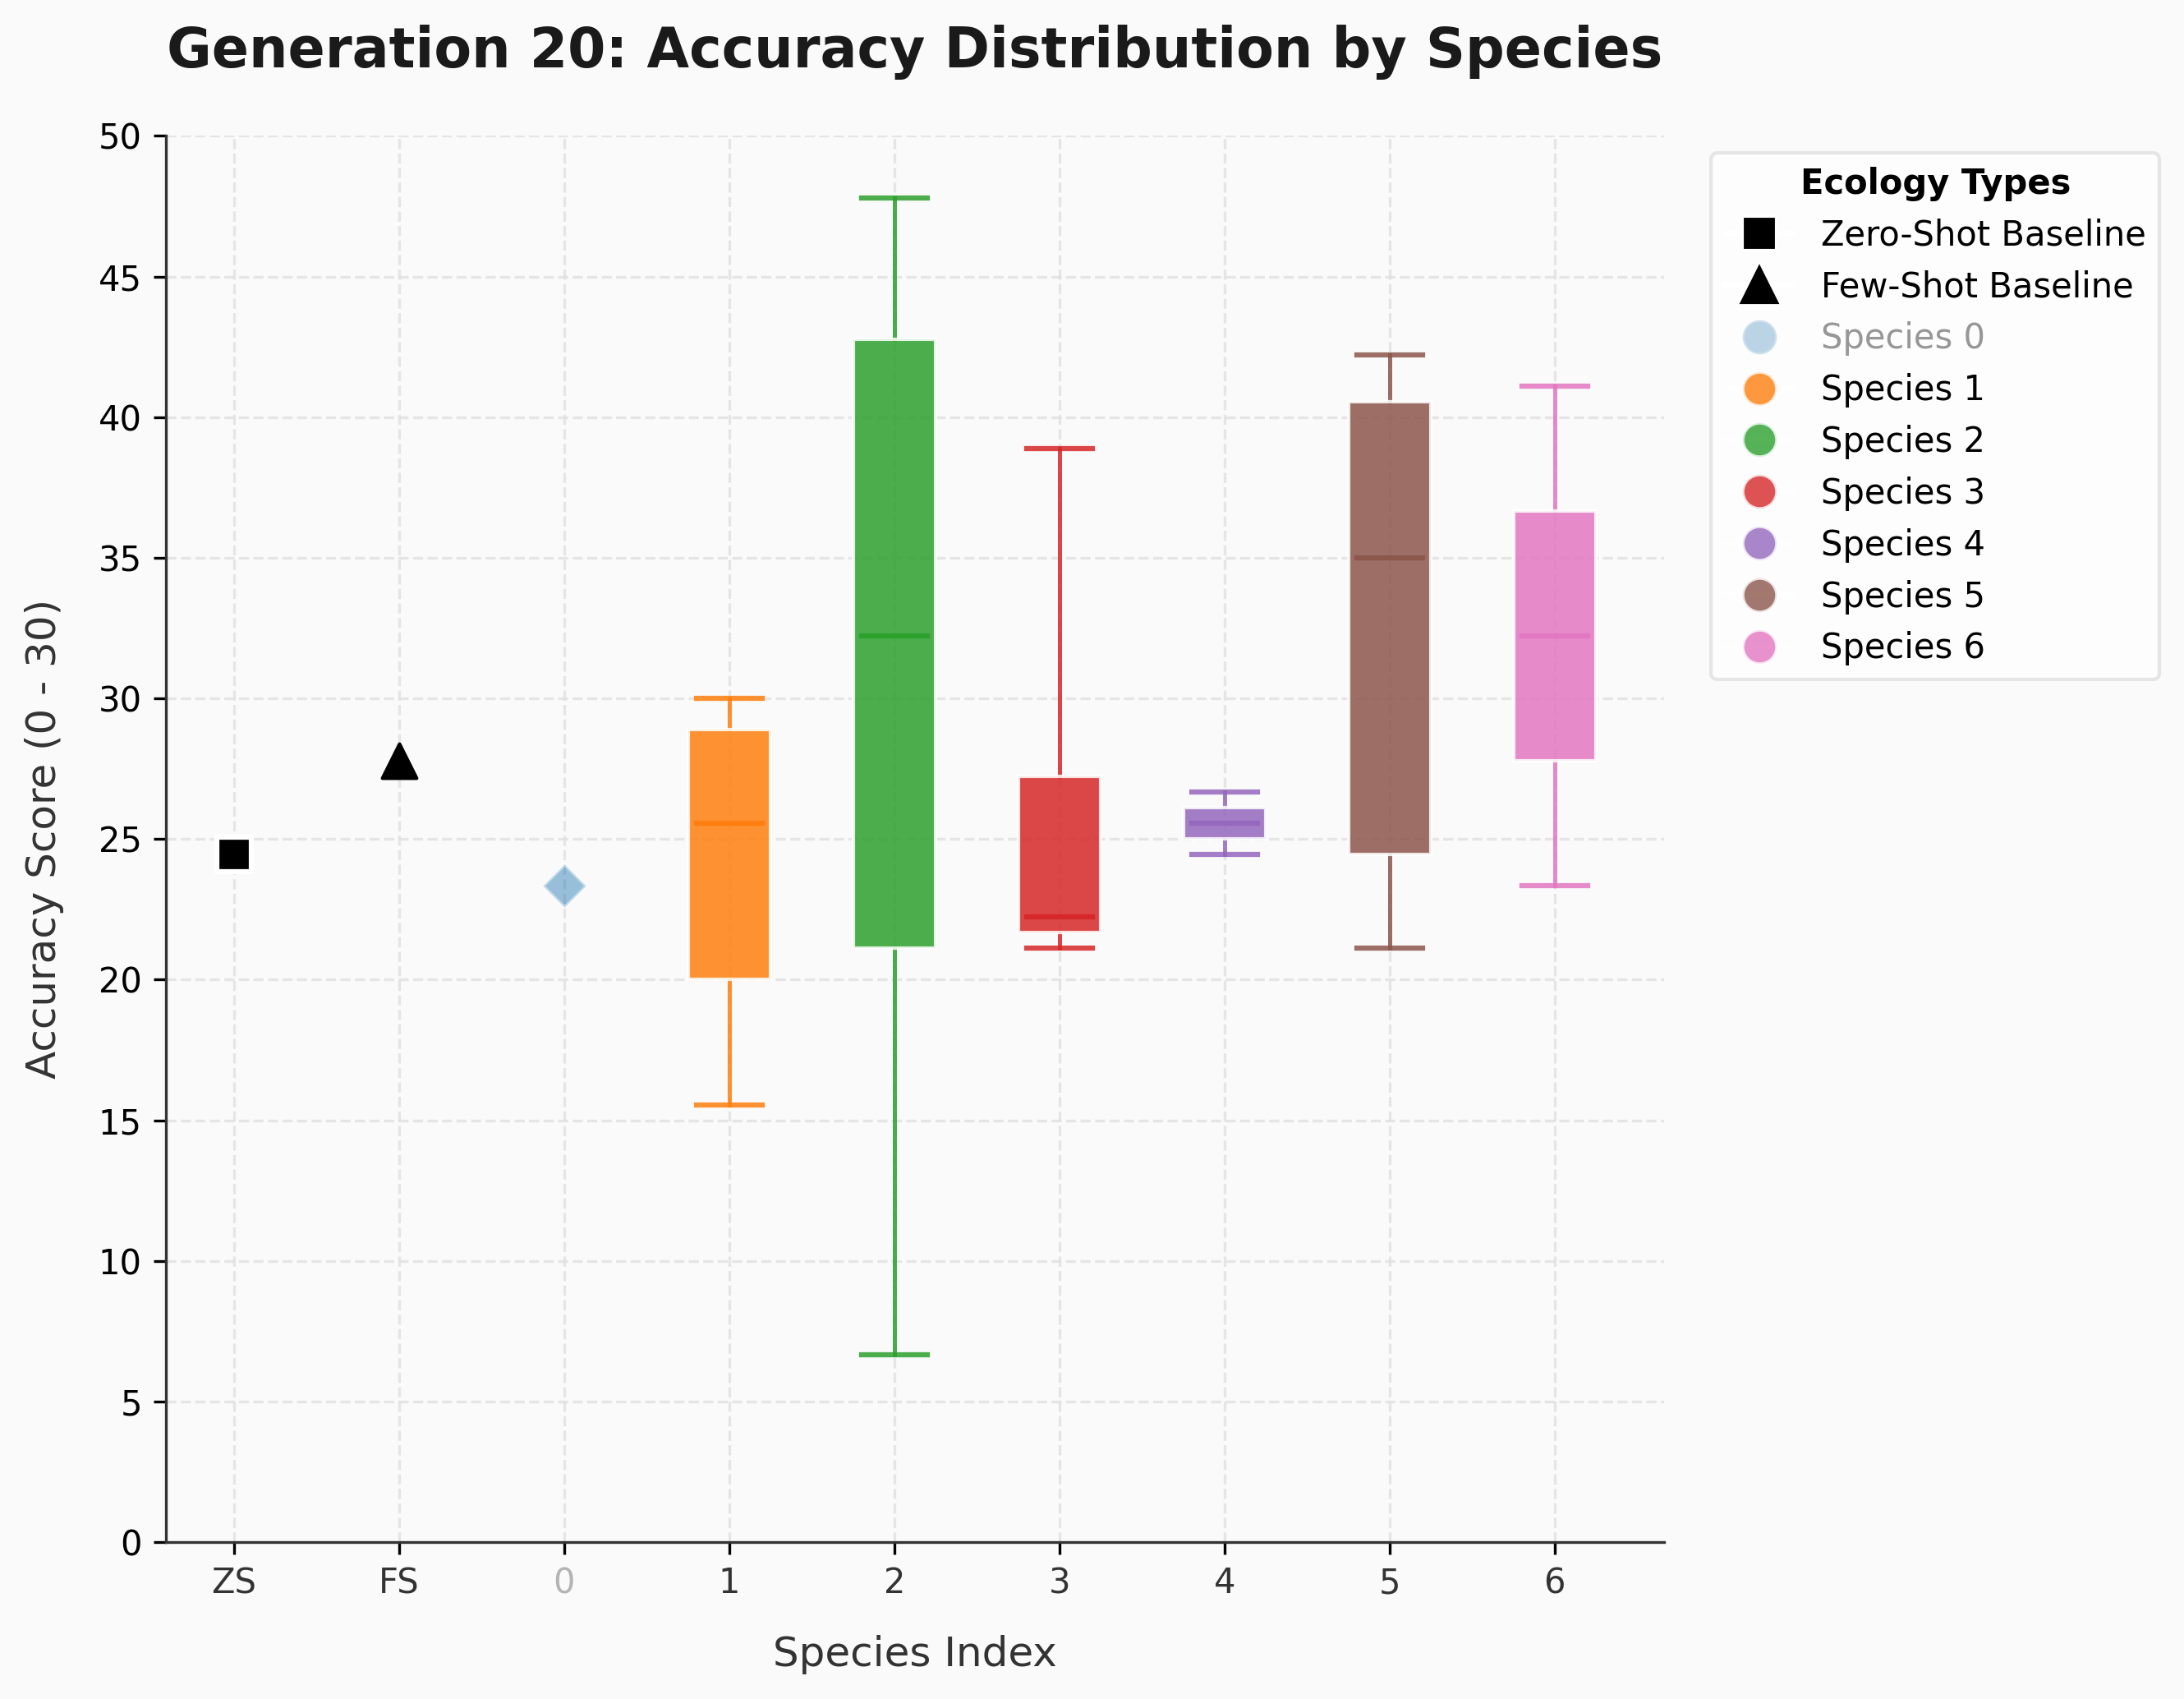 Generation 20: Accuracy Distribution by Species
Accuracy Score (0 - 30)
50
45
40
35
30
25
20
15
10
5
0
ZS FS 0 1 2 3 4 5 6
Species Index
Ecology Types
Zero-Shot Baseline
Few-Shot Baseline
Species 0
Species 1
Species 2
Species 3
Species 4
Species 5
Species 6